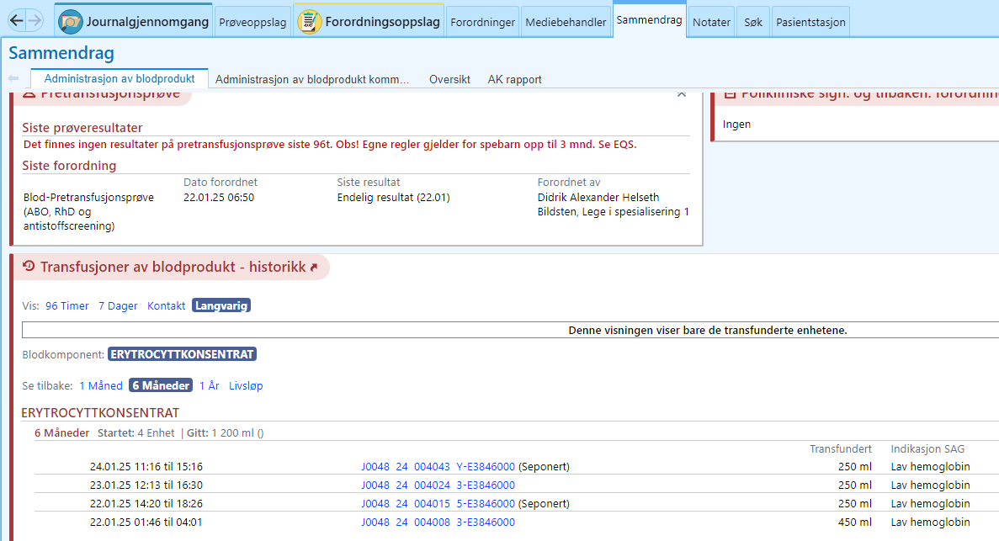 Journalgjennomgang Prøveoppslag Forordningsoppslag Forordninger Mediebehandler Sammendrag Notater Søk Pasientstasjon
Sammendrag
Administrasjon av blodprodukt Administrasjon av blodprodukt komm... Oversikt AK rapport
Pretransfusjonsprøve
Polikliniske sign. og tilbakeh. forordnin
Ingen
Siste prøveresultater
Det finnes ingen resultater på pretransfusjonsprøve siste 96t. Obs! Egne regler gjelder for spebarn opp til 3 mnd. Se EQS.
Siste forordning
Dato forordnet Siste resultat Forordnet av
Blod-Pretransfusjonsprøve 22.01.25 06:50 Endelig resultat (22.01) Didrik Alexander Helseth
(ABO, RhD og Bildsten, Lege i spesialisering 1
antistoffscreening)
Transfusjoner av blodprodukt - historikk
Vis: 96 Timer 7 Dager Kontakt Langvarig
Denne visningen viser bare de transfunderte enhetene.
Blodkomponent: ERYTROCYTTKONSENTRAT
Se tilbake: 1 Måned 6 Måneder 1 År Livsløp
ERYTROCYTTKONSENTRAT
6 Måneder Startet: 4 Enhet | Gitt: 1 200 ml ()
Transfundert Indikasjon SAG
24.01.25 11:16 til 15:16 J0048 24 004043 Y-E3846000 (Seponert) 250 ml Lav hemoglobin
23.01.25 12:13 til 16:30 J0048 24 004024 3-E3846000 250 ml Lav hemoglobin
22.01.25 14:20 til 18:26 J0048 24 004015 5-E3846000 (Seponert) 250 ml Lav hemoglobin
22.01.25 01:46 til 04:01 J0048 24 004008 3-E3846000 450 ml Lav hemoglobin